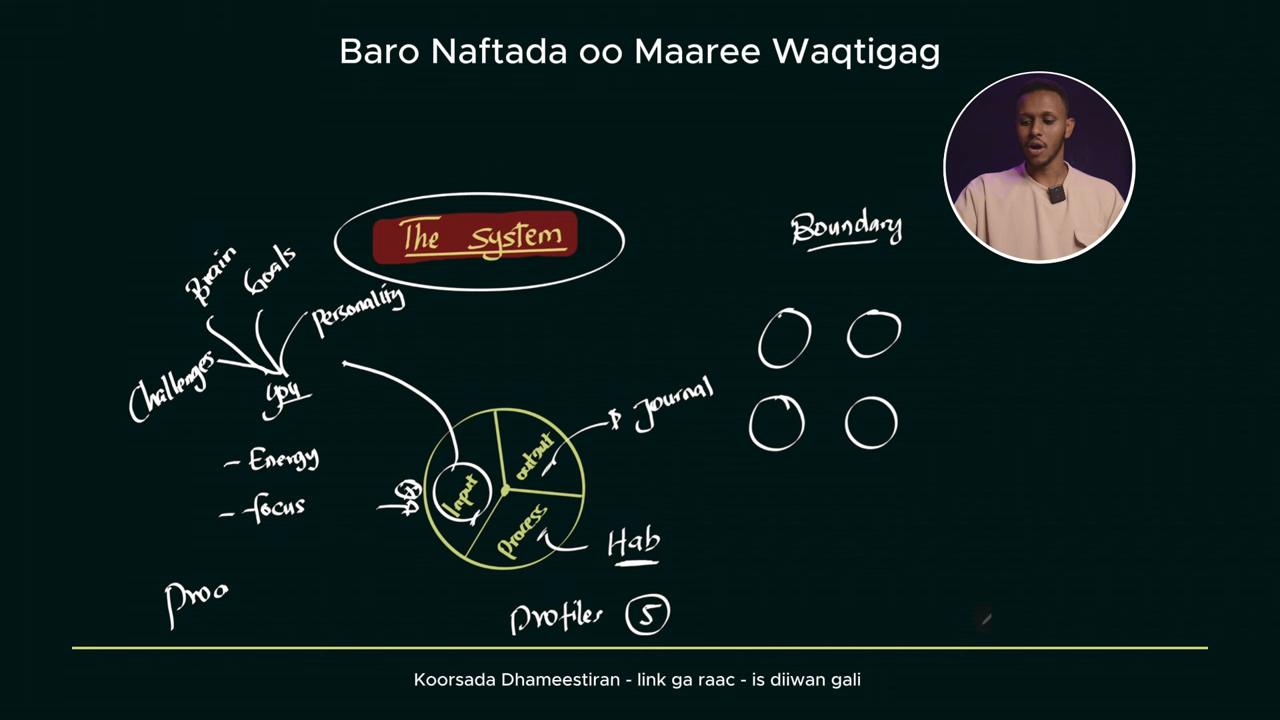 Baro Naftada oo Maaree Waqtigag
The System
Boundary
Brain
Goals
Personality
Challenges
you
Journal
- Energy
- focus
Input
output
process
Hab
proc
profiles 5
Koorsada Dhameestiran - link ga raac - is diiwan gali